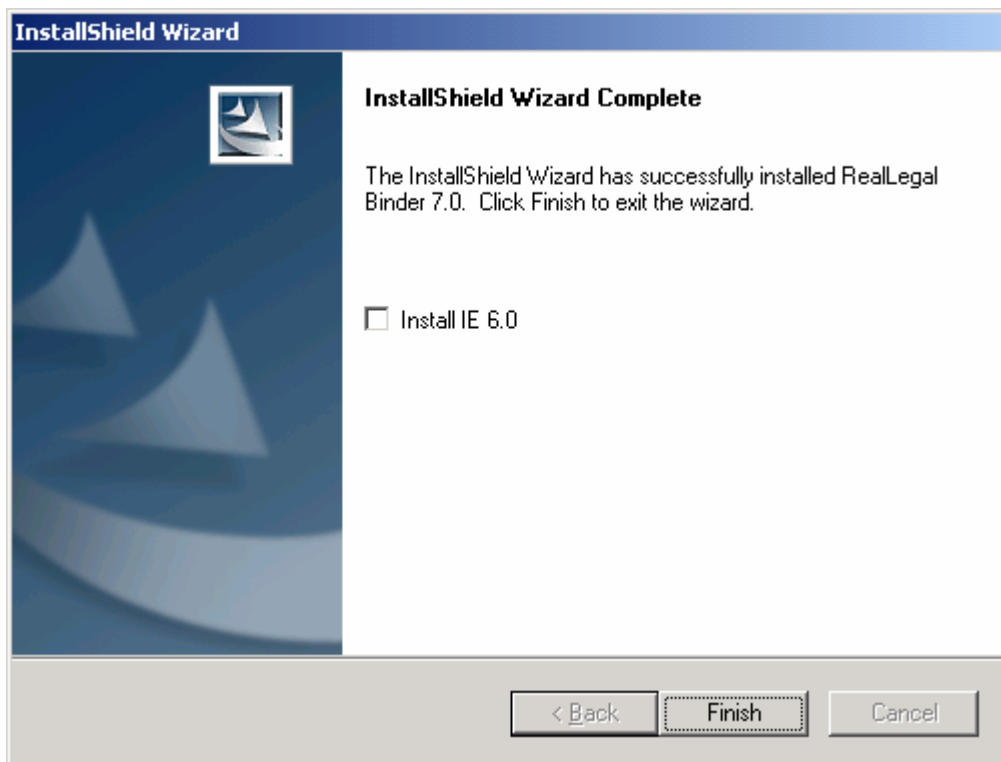 InstallShield Wizard
InstallShield Wizard Complete
The InstallShield Wizard has successfully installed RealLegal
Binder 7.0. Click Finish to exit the wizard.
Install IE 6.0
< Back
Finish
Cancel